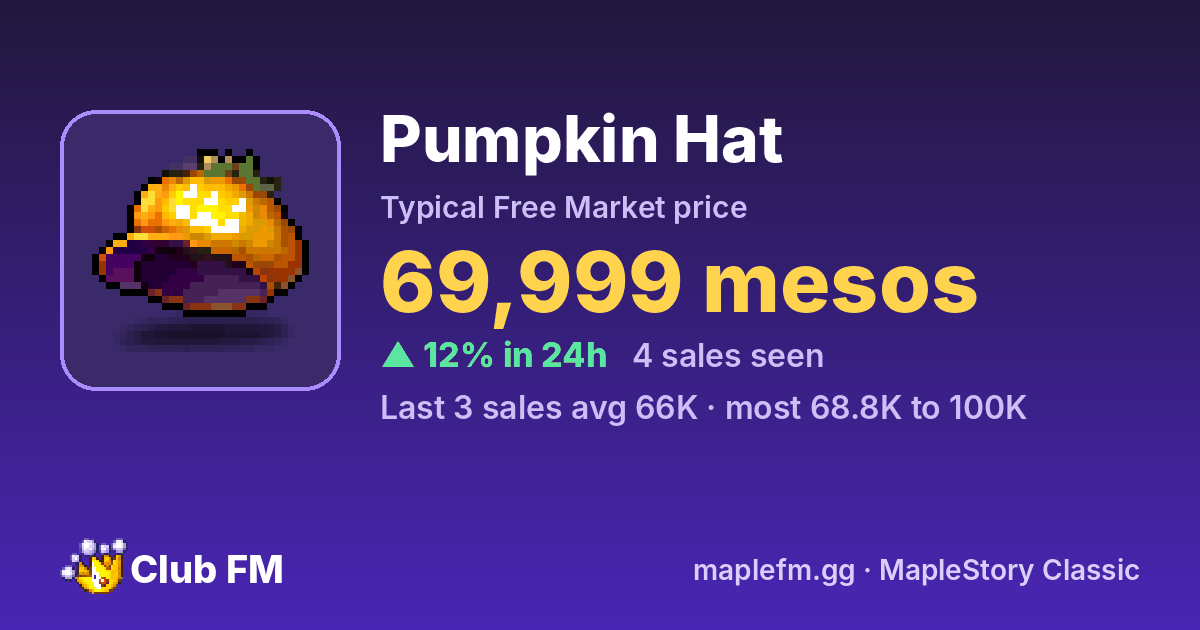 Pumpkin Hat
Typical Free Market price
69,999 mesos
▲ 12% in 24h 4 sales seen
Last 3 sales avg 66K · most 68.8K to 100K
Club FM
maplefm.gg · MapleStory Classic